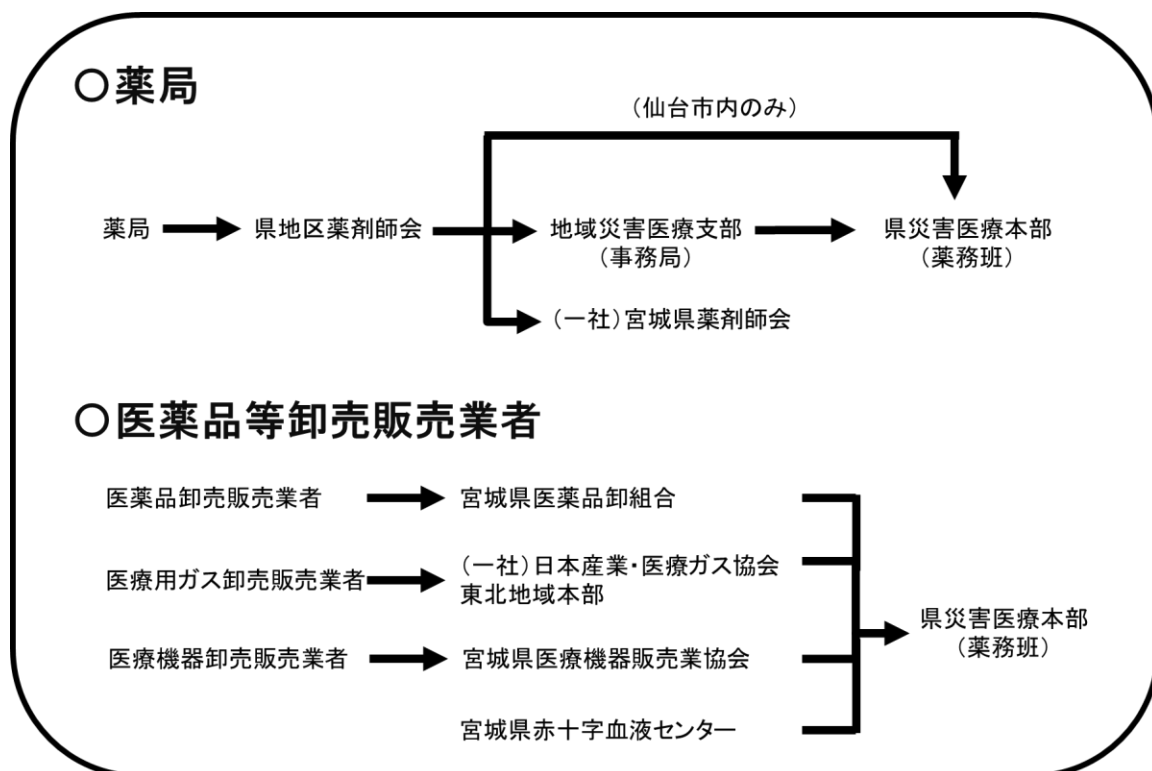 ○薬局
(仙台市内のみ)
薬局
県地区薬剤師会
地域災害医療支部
(事務局)
県災害医療本部
(薬務班)
(一社)宮城県薬剤師会
○医薬品等卸売販売業者
医薬品卸売販売業者
宮城県医薬品卸組合
医療用ガス卸売販売業者
(一社)日本産業・医療ガス協会
東北地域本部
県災害医療本部
(薬務班)
医療機器卸売販売業者
宮城県医療機器販売業協会
宮城県赤十字血液センター